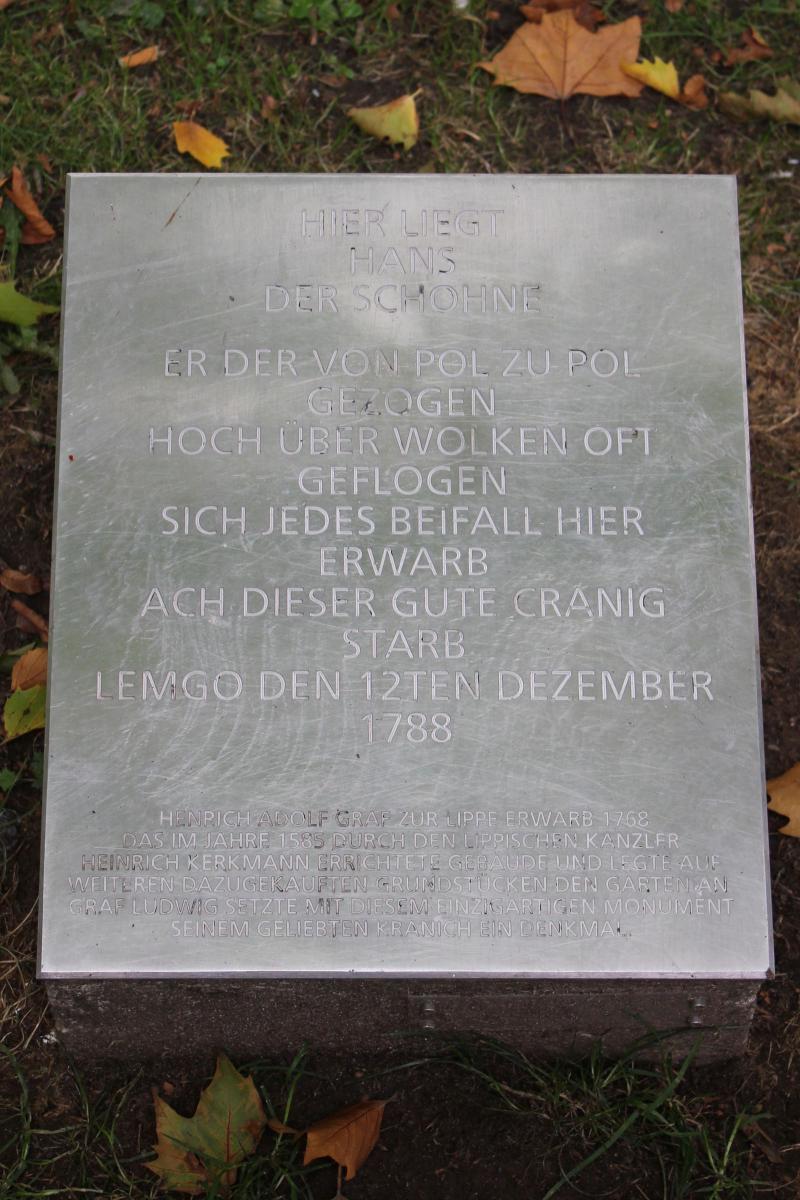 HIER LIEGT
HANS
DER SCHOHNE
ER DER VON POL ZU POL
GEZOGEN
HOCH ÜBER WOLKEN OFT
GEFLOGEN
SICH JEDES BEIFALL HIER
ERWARB
ACH DIESER GUTE CRANIG
STARB
LEMGO DEN 12TEN DEZEMBER
1788
HENRICH ADOLF GRAF ZUR LIPPE ERWARB 1768
DAS IM JAHRE 1585 DURCH DEN LIPPISCHEN KANZLER
HEINRICH KERKMANN ERRICHTETE GEBÄUDE UND LEGTE AUF
WEITEREN DAZUGEKAUFTEN GRUNDSTÜCKEN DEN GARTEN AN
GRAF LUDWIG SETZTE MIT DIESEM EINZIGARTIGEN MONUMENT
SEINEM GELIEBTEN KRANICH EIN DENKMAL.